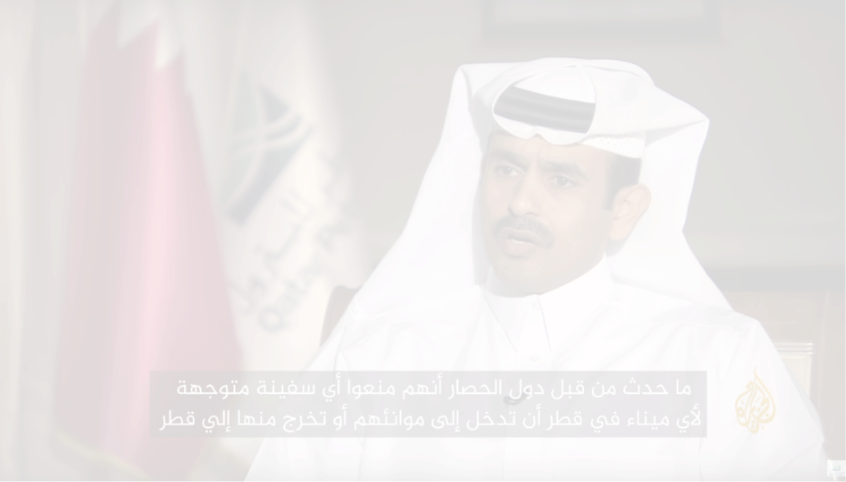 ما حدث من قبل دول الحصار أنهم منعوا أي سفينة متوجهة
لأي ميناء في قطر أن تدخل إلى موانئهم أو تخرج منها إلي قطر